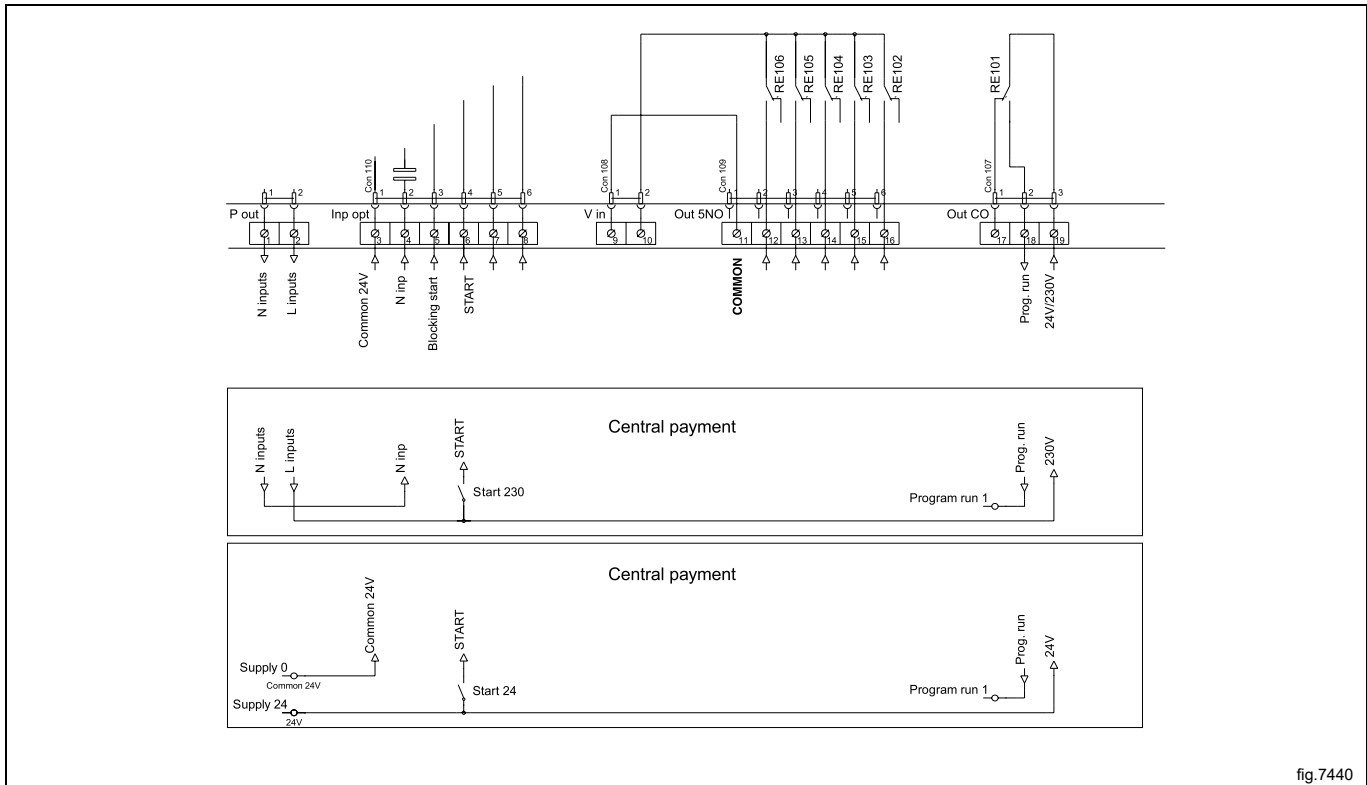 RE106
RE105
RE104
RE103
RE102
RE101
Con 110
Con 108
Con 109
Con 107
1 2
1 2 3 4 5 6
1 2
1 2 3 4 5 6
1 2 3
P out
Inp opt
V in
Out 5NO
Out CO
1 2
3 4 5 6 7 8
9 10
11 12 13 14 15 16
17 18 19
N inputs
L inputs
Common 24V
N inp
Blocking start
START
COMMON
Prog. run
24V/230V
Central payment
N inputs
L inputs
N inp
START
Start 230
Program run 1
Prog. run
230V
Central payment
Supply 0
Common 24V
Supply 24
24V
Common 24V
START
Start 24
Program run 1
Prog. run
24V
fig.7440